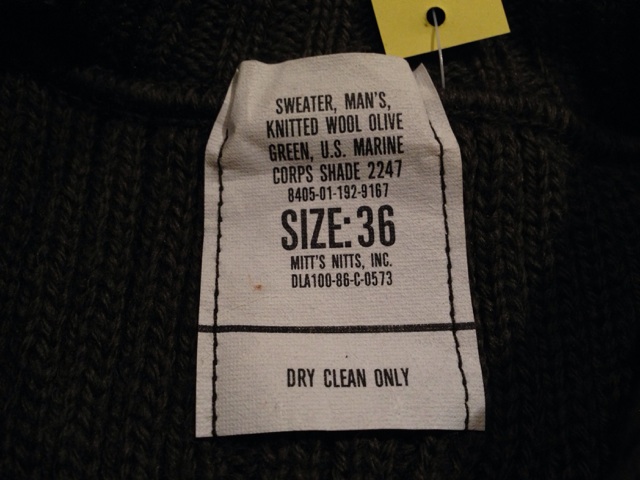 SWEATER, MAN'S,
KNITTED WOOL OLIVE
GREEN, U.S. MARINE
CORPS SHADE 2247
8405-01-192-9167
SIZE: 36
MITT'S NITTS, INC.
DLA100-86-C-0573
DRY CLEAN ONLY